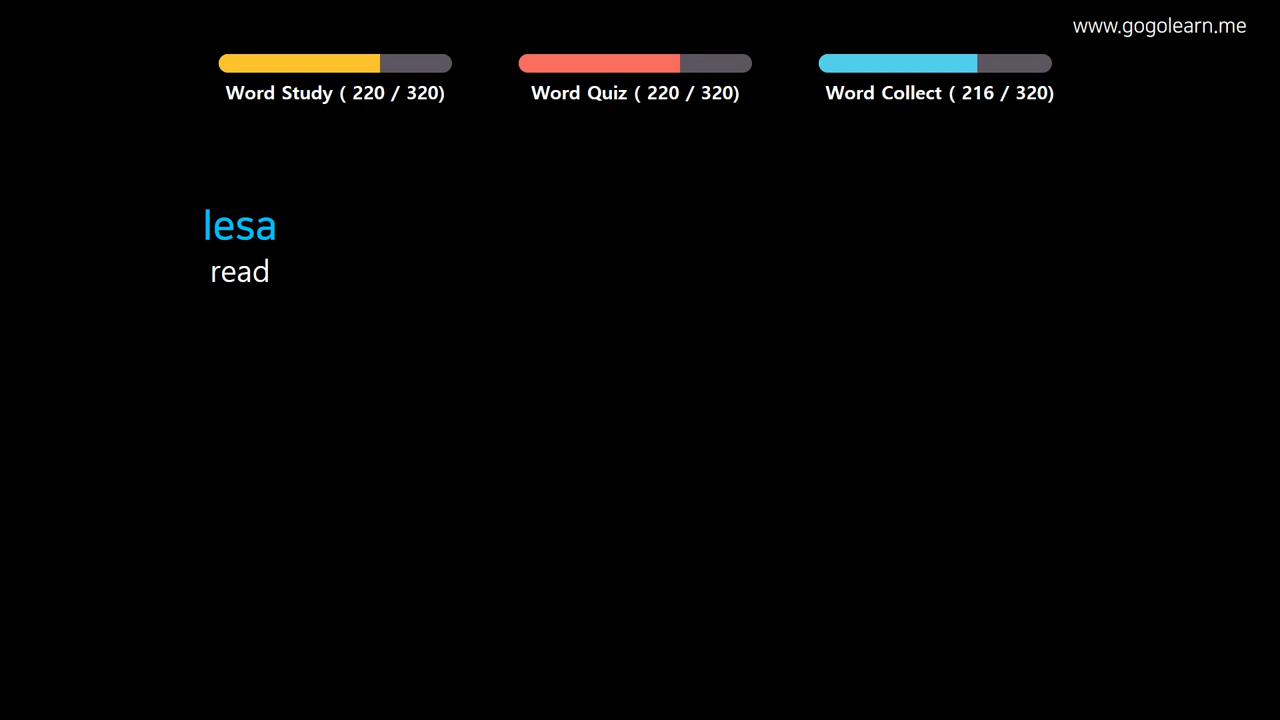 www.gogolearn.me
Word Study ( 220 / 320)
Word Quiz ( 220 / 320)
Word Collect ( 216 / 320)
lesa
read